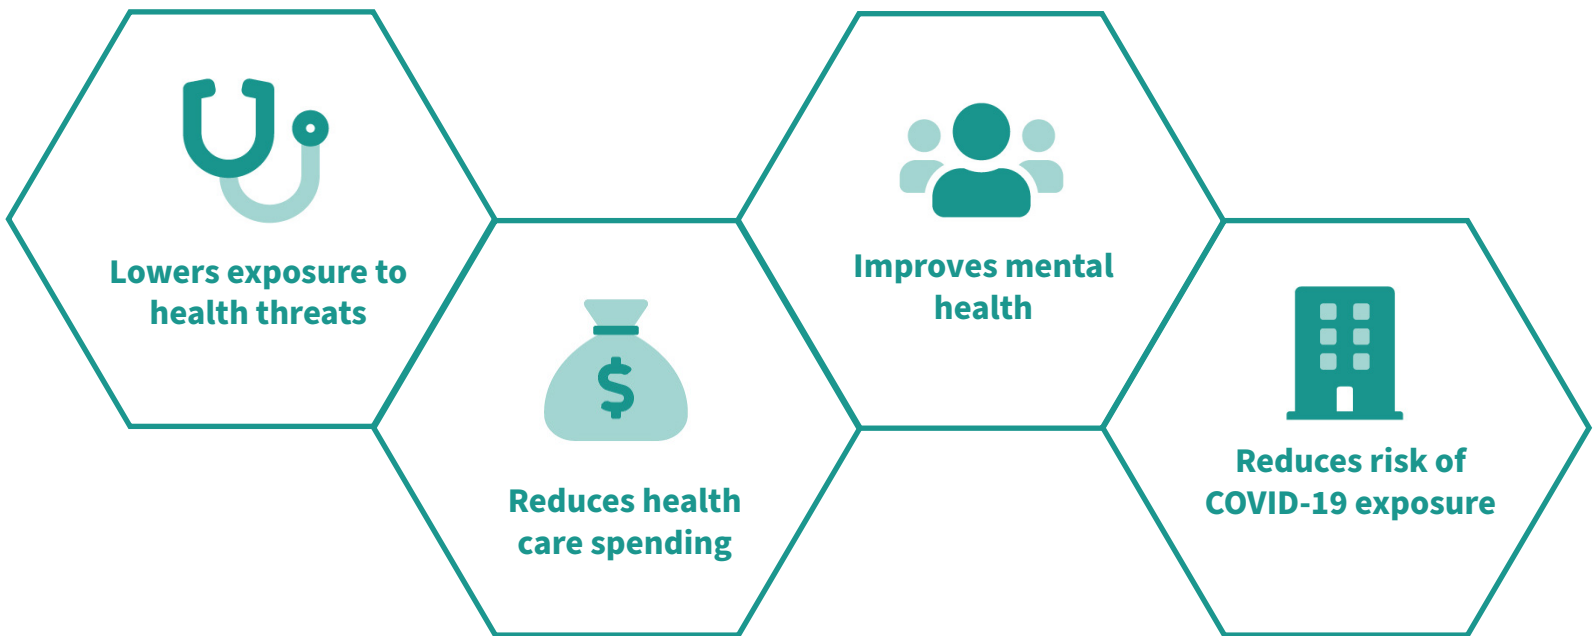 Lowers exposure to
health threats
$
Reduces health
care spending
Improves mental
health
Reduces risk of
COVID-19 exposure